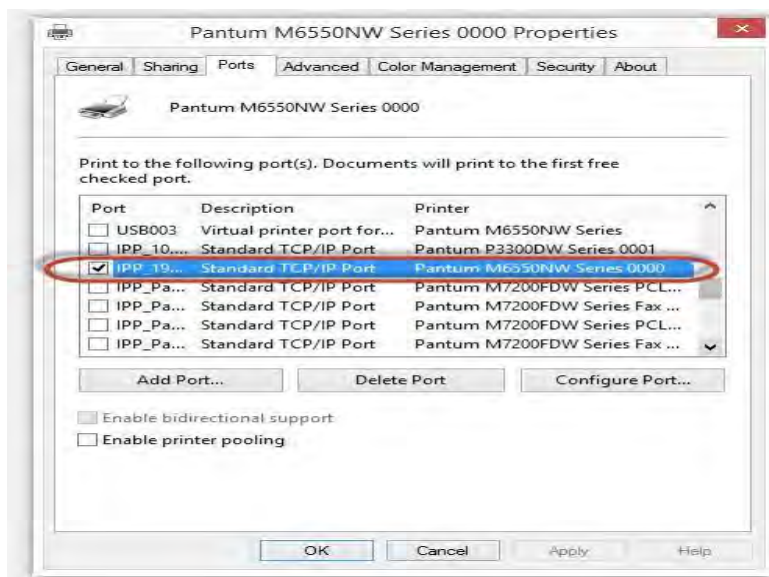 Pantum M6550NW Series 0000 Properties
General Sharing Ports Advanced Color Management Security About
Pantum M6550NW Series 0000
Print to the following port(s). Documents will print to the first free
checked port.
Port Description Printer
USB003 Virtual printer port for... Pantum M6550NW Series
IPP_10.... Standard TCP/IP Port Pantum P3300DW Series 0001
IPP_19... Standard TCP/IP Port Pantum M6550NW Series 0000
IPP_Pa... Standard TCP/IP Port Pantum M7200FDW Series PCL...
IPP_Pa... Standard TCP/IP Port Pantum M7200FDW Series Fax ...
IPP_Pa... Standard TCP/IP Port Pantum M7200FDW Series PCL...
IPP_Pa... Standard TCP/IP Port Pantum M7200FDW Series Fax ...
Add Port... Delete Port Configure Port...
Enable bidirectional support
Enable printer pooling
OK Cancel Apply Help